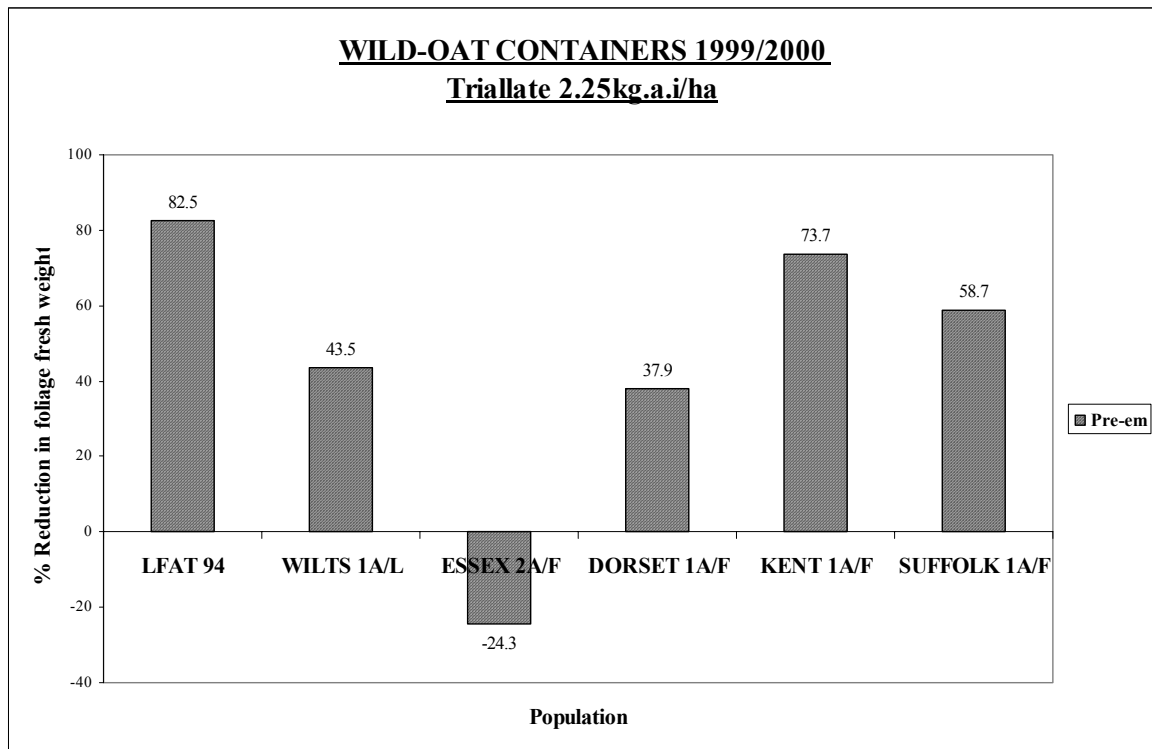 WILD-OAT CONTAINERS 1999/2000
Triallate 2.25kg.a.i/ha
% Reduction in foliage fresh weight
100
80
60
40
20
0
-20
-40
82.5
43.5
-24.3
37.9
73.7
58.7
LFAT 94
WILTS 1A/L
ESSEX 2A/F
DORSET 1A/F
KENT 1A/F
SUFFOLK 1A/F
Population
Pre-em